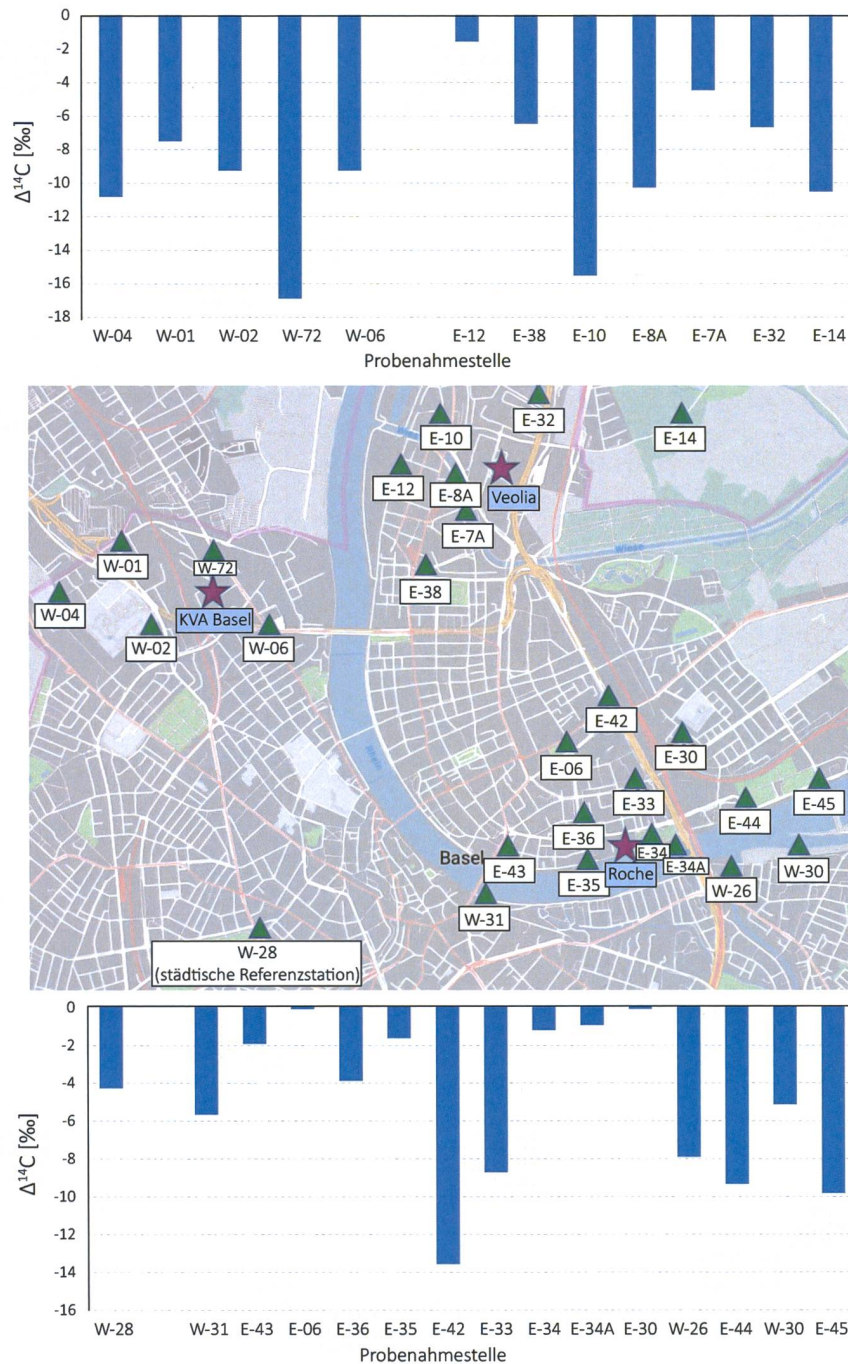 0
-2
-4
-6
-8
-10
-12
-14
-16
-18
Δ¹⁴C [‰]
W-04 W-01 W-02 W-72 W-06 E-12 E-38 E-10 E-8A E-7A E-32 E-14
Probenahmestelle
E-32
E-10
E-14
E-12
E-8A
Veolia
E-7A
Wiese
W-01
W-72
E-38
W-04
KVA Basel
W-02
W-06
Rhein
E-42
E-30
E-06
E-33
E-45
E-44
E-36
Basel
E-43
E-34
E-34A
W-30
Roche
E-35
W-26
W-31
W-28
(städtische Referenzstation)
0
-2
-4
-6
-8
-10
-12
-14
-16
Δ¹⁴C [‰]
W-28 W-31 E-43 E-06 E-36 E-35 E-42 E-33 E-34 E-34A E-30 W-26 E-44 W-30 E-45
Probenahmestelle